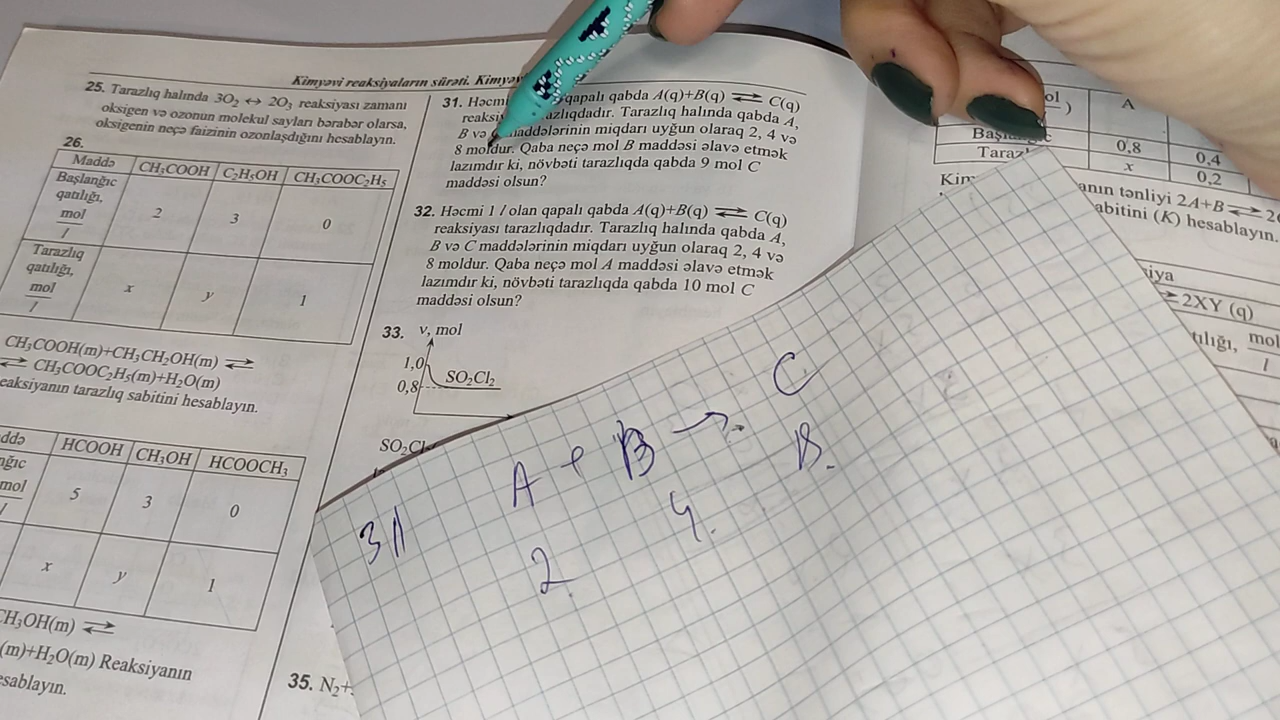 Kimyəvi reaksiyaların sürəti.
25. Tarazlıq halında 3O₂ ↔ 2O₃ reaksiyası zamanı
oksigen və ozonun molekul sayları bərabər olarsa,
oksigenin neçə faizinin ozonlaşdığını hesablayın.
26.
Maddə CH₃COOH C₂H₅OH CH₃COOC₂H₅
Başlanğıc
qatılığı,
mol
l
2 3 0
Tarazlıq
qatılığı,
mol
l
x y 1
CH₃COOH(m)+CH₃CH₂OH(m) ⇄
⇄ CH₃COOC₂H₅(m)+H₂O(m)
eaksiyanın tarazlıq sabitini hesablayın.
HCOOH CH₃OH HCOOCH₃
mol
l
5 3 0
x y 1
CH₃OH(m) ⇄
(m)+H₂O(m) Reaksiyanın
esablayın.
31. Həcmi qapalı qabda A(q)+B(q) ⇄ C(q)
Tarazlıq halında qabda A,
B və maddələrinin miqdarı uyğun olaraq 2, 4 və
8 moldur. Qaba neçə mol B maddəsi əlavə etmək
lazımdır ki, növbəti tarazlıqda qabda 9 mol C
maddəsi olsun?
32. Həcmi 1 l olan qapalı qabda A(q)+B(q) ⇄ C(q)
reaksiyası tarazlıqdadır. Tarazlıq halında qabda A,
B və C maddələrinin miqdarı uyğun olaraq 2, 4 və
8 moldur. Qaba neçə mol A maddəsi əlavə etmək
lazımdır ki, növbəti tarazlıqda qabda 10 mol C
maddəsi olsun?
33. ν, mol
1,0
0,8 SO₂Cl₂
35. N₂+
A
0,8 0,4
x 0,2
anın tənliyi 2A+B ⇄ 2
abitini (K) hesablayın.
⇄ 2XY (q)
mol
l
31
A + B → C
2 4. 8.